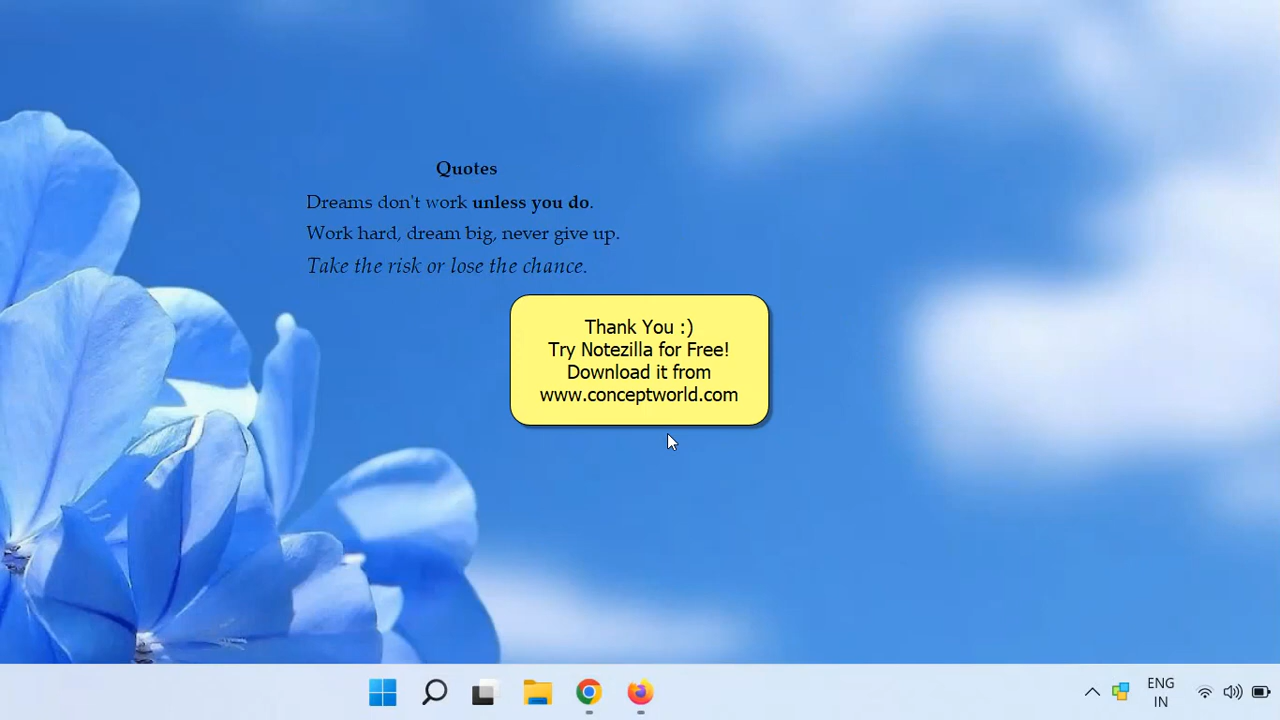 Quotes
Dreams don't work unless you do.
Work hard, dream big, never give up.
Take the risk or lose the chance.
Thank You :)
Try Notezilla for Free!
Download it from
www.conceptworld.com
ENG
IN